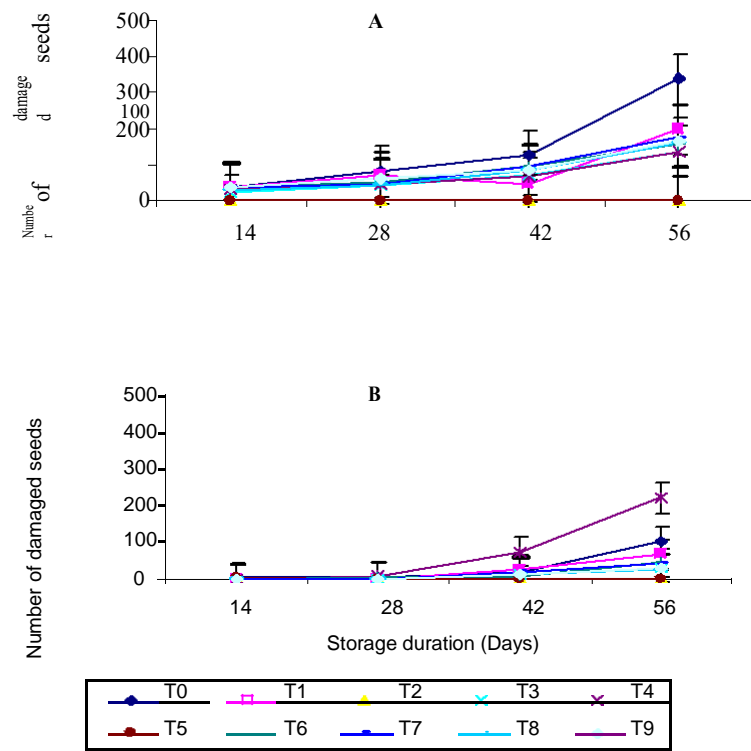 A
500
400
300
100
200
0
14 28 42 56
Numbe
r
of
damage
d
seeds
B
500
400
300
200
100
0
14 28 42 56
Number of damaged seeds
Storage duration (Days)
T0 T1 T2 T3 T4
T5 T6 T7 T8 T9